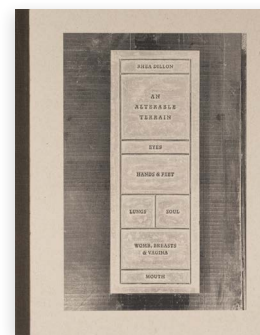 RHEA DILLON
AN
ALTERABLE
TERRAIN
EYES
HANDS & FEET
LUNGS SOUL
WOMB, BREASTS
& VAGINA
MOUTH